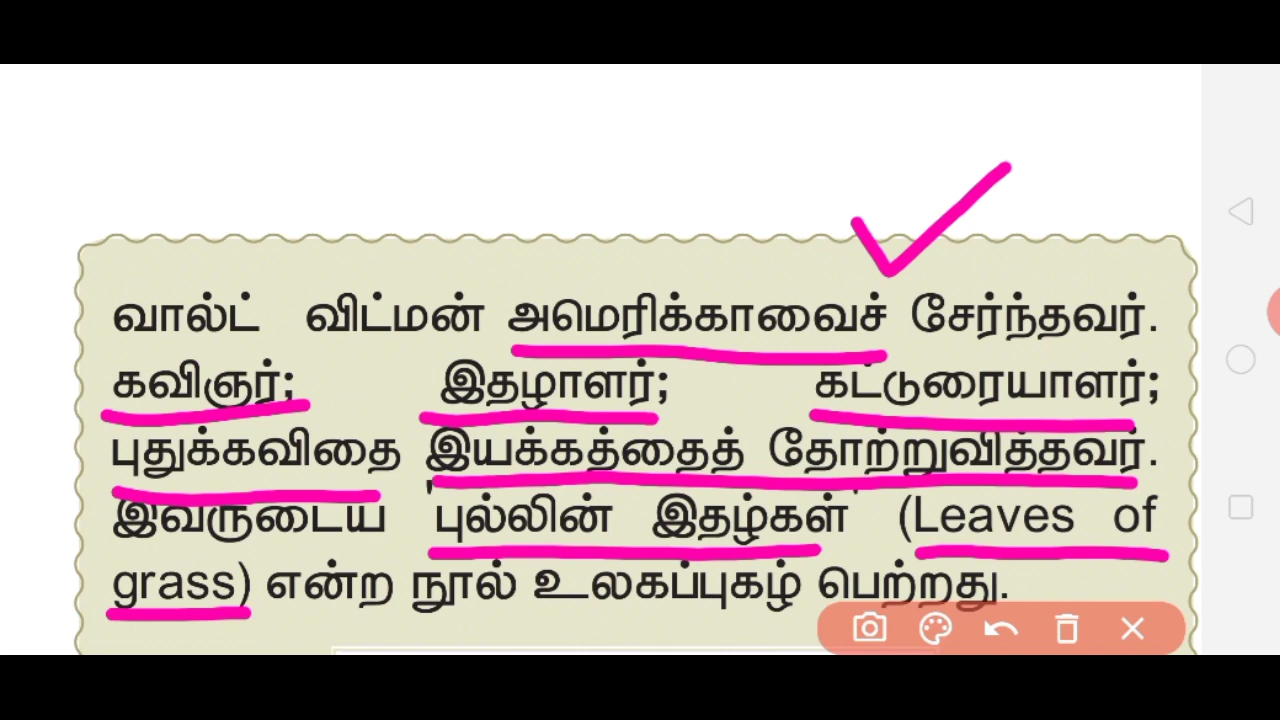 வால்ட் விட்மன் அமெரிக்காவைச் சேர்ந்தவர்.
கவிஞர்; இதழாளர்; கட்டுரையாளர்;
புதுக்கவிதை இயக்கத்தைத் தோற்றுவித்தவர்.
இவருடைய 'புல்லின் இதழ்கள்' (Leaves of
grass) என்ற நூல் உலகப்புகழ் பெற்றது.